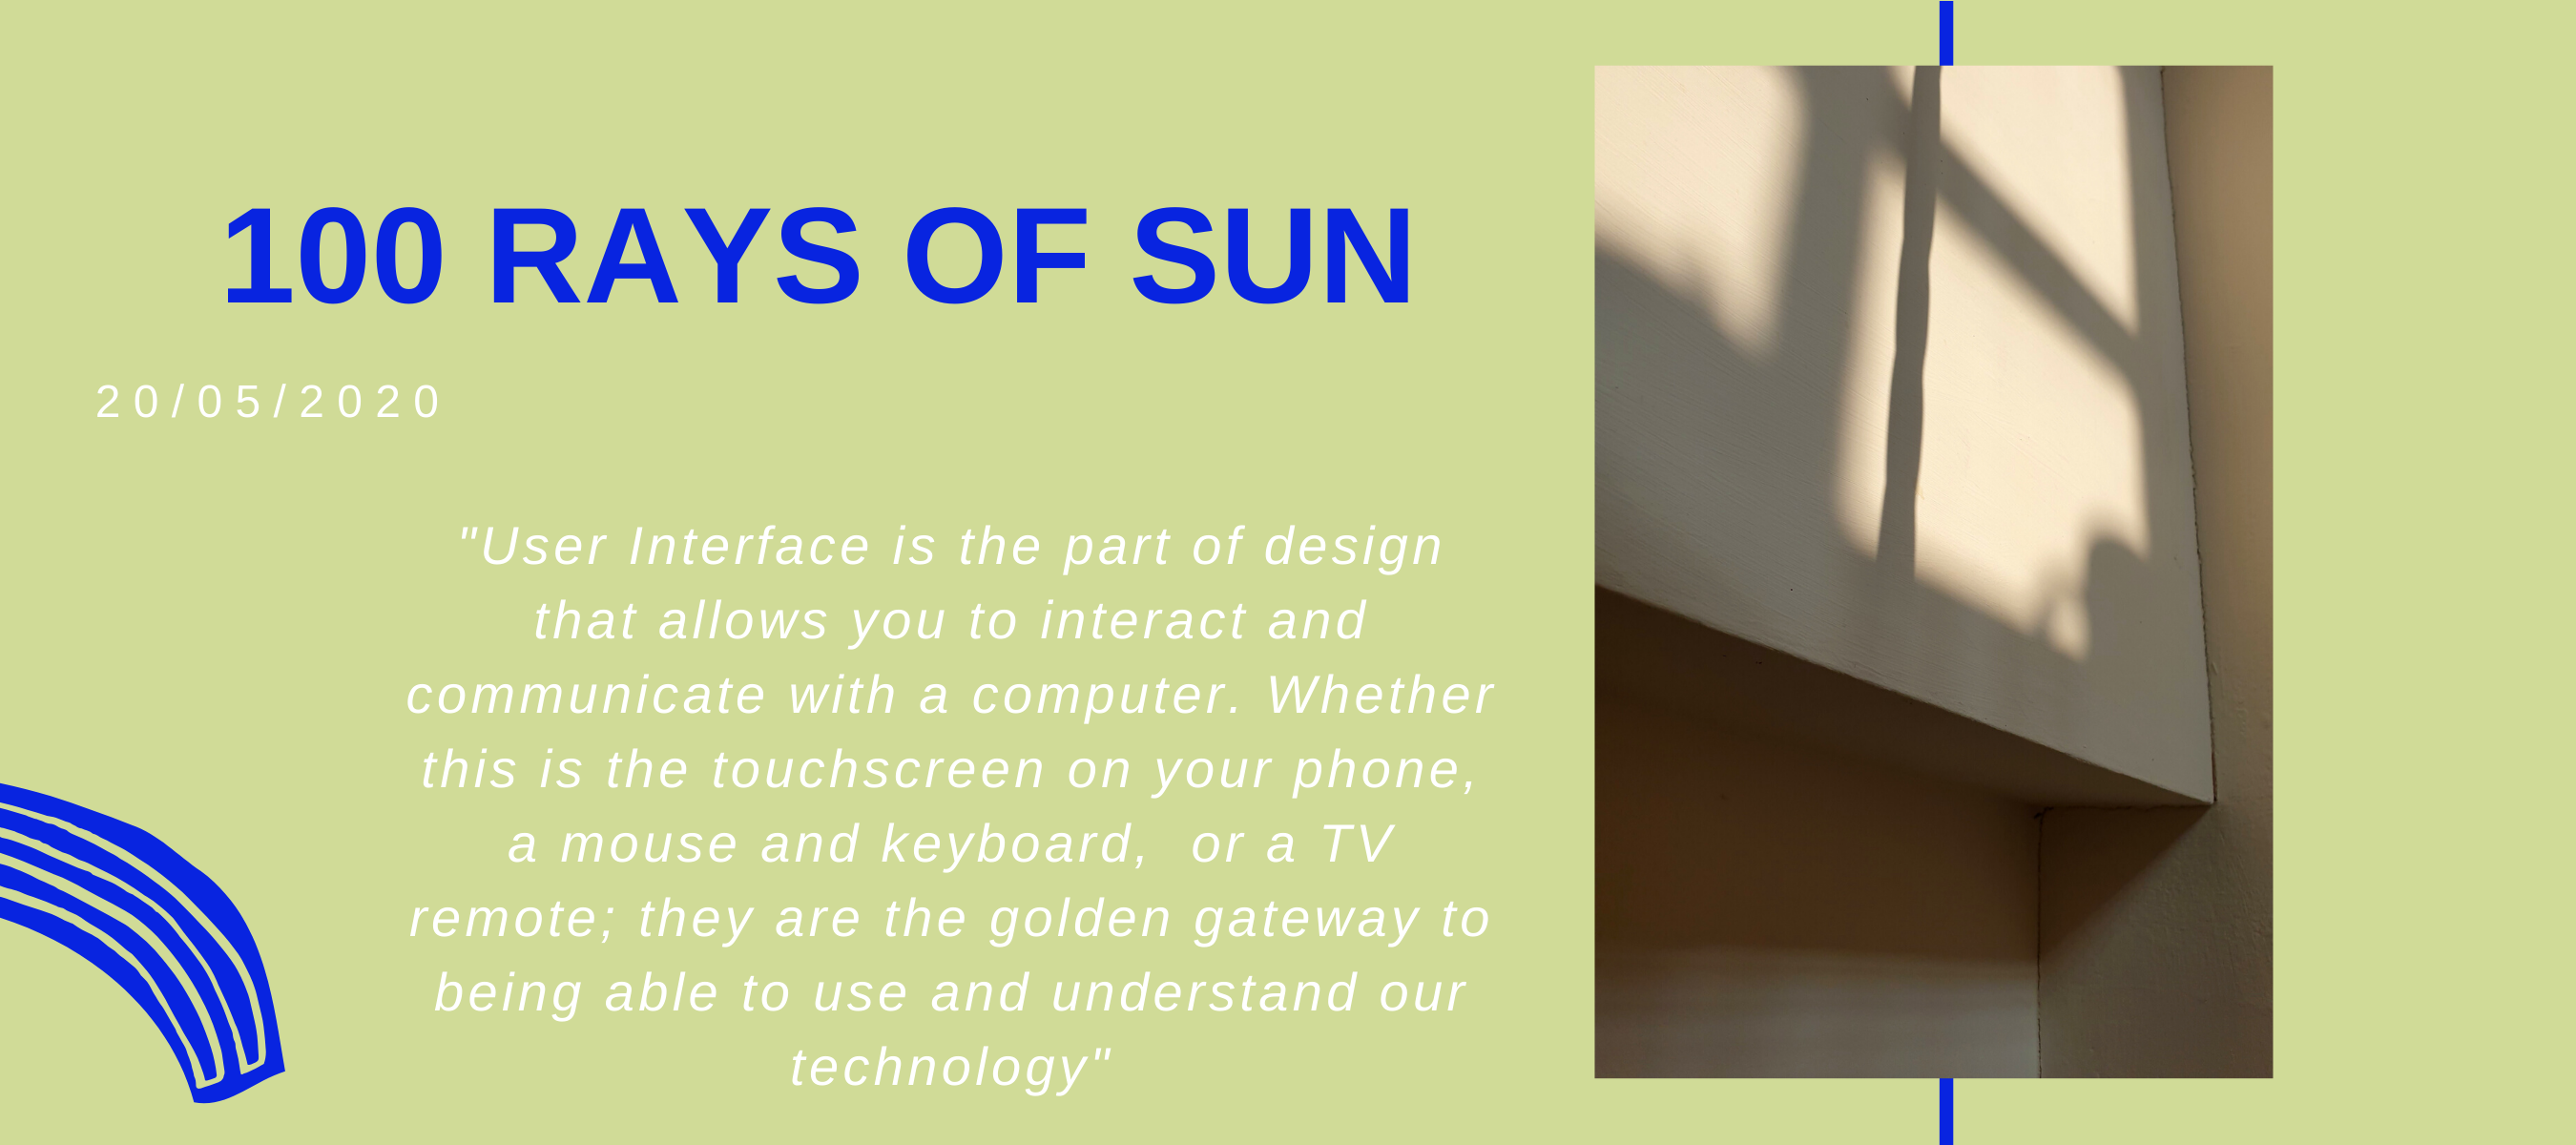 100 RAYS OF SUN
20/05/2020
"User Interface is the part of design
that allows you to interact and
communicate with a computer. Whether
this is the touchscreen on your phone,
a mouse and keyboard,  or a TV
remote; they are the golden gateway to
being able to use and understand our
technology"